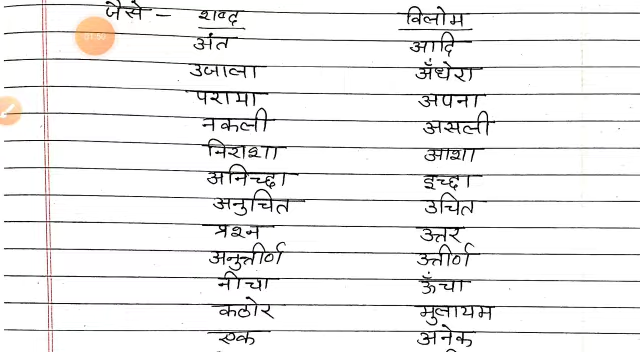 जैसे - शब्द विलोम
अंत आदि
उजाला अँधेरा
पराया अपना
नकली असली
निराशा आशा
अनिच्छा इच्छा
अनुचित उचित
प्रश्न उत्तर
अनुत्तीर्ण उत्तीर्ण
नीचा ऊँचा
कठोर मुलायम
एक अनेक